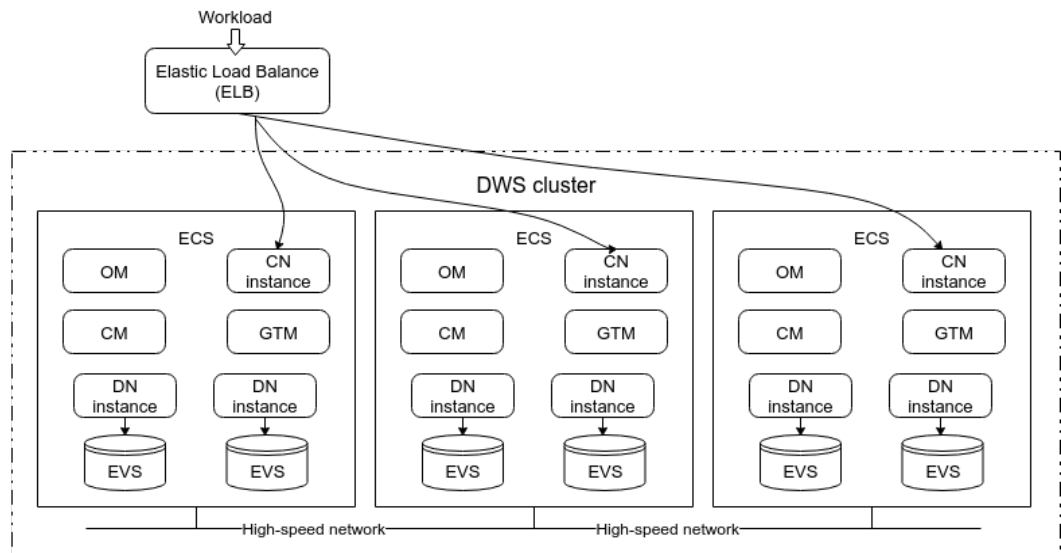 Workload
Elastic Load Balance
(ELB)
DWS cluster
ECS
OM
CN
instance
CM
GTM
DN
instance
DN
instance
EVS
EVS
ECS
OM
CN
instance
CM
GTM
DN
instance
DN
instance
EVS
EVS
ECS
OM
CN
instance
CM
GTM
DN
instance
DN
instance
EVS
EVS
High-speed network
High-speed network